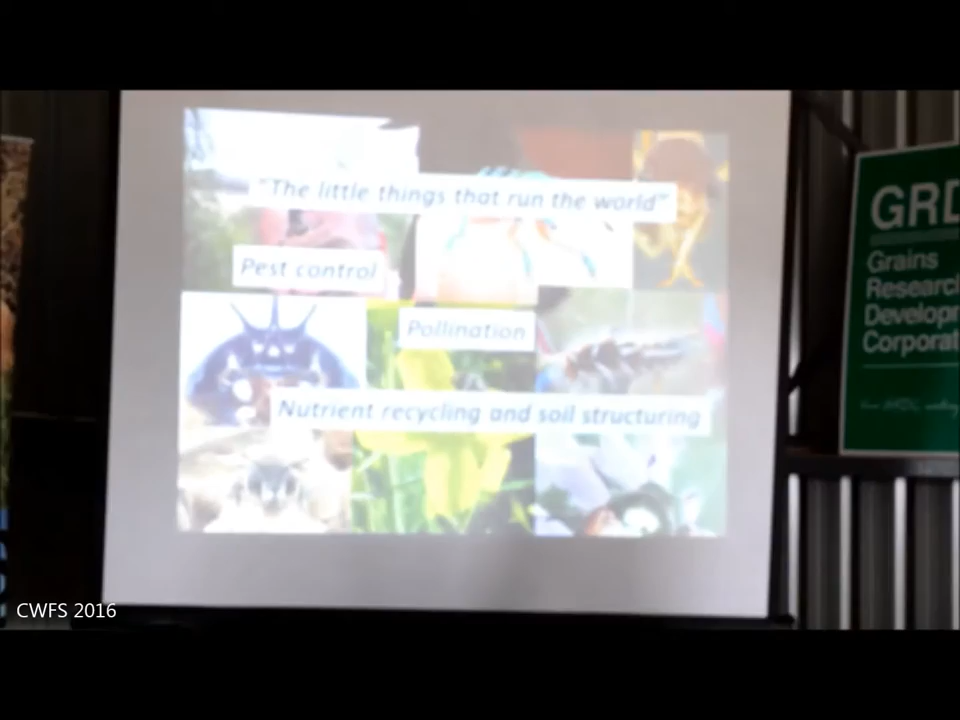 "The little things that run the world"
Pest control
Pollination
Nutrient recycling and soil structuring
GRD
Grains
Researc
Develop
Corporat
CWFS 2016